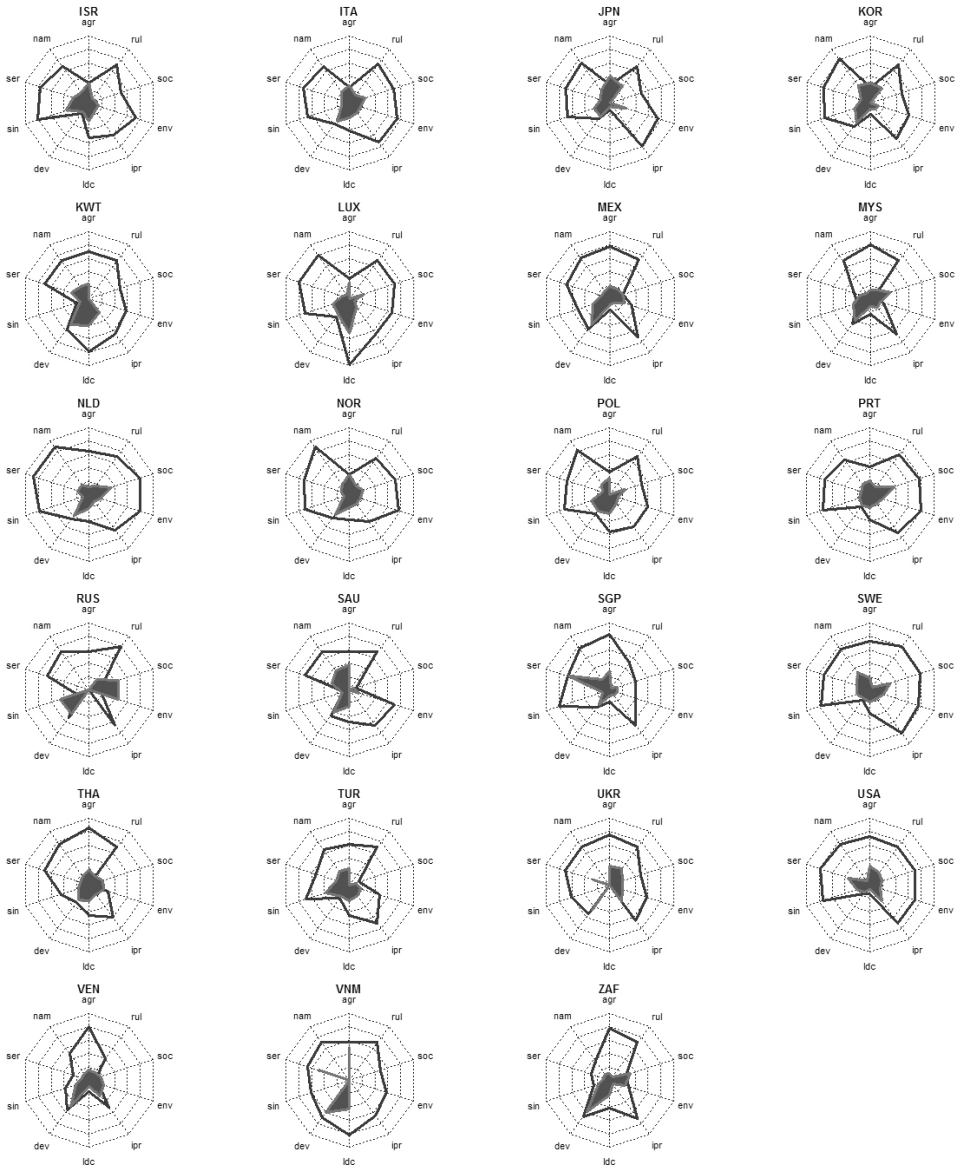 ISR ITA JPN KOR
agr agr agr agr
nam rul nam rul nam rul nam rul
ser soc ser soc ser soc ser soc
sin env sin env sin env sin env
dev ipr dev ipr dev ipr dev ipr
ldc ldc ldc ldc
KWT LUX MEX MYS
agr agr agr agr
nam rul nam rul nam rul nam rul
ser soc ser soc ser soc ser soc
sin env sin env sin env sin env
dev ipr dev ipr dev ipr dev ipr
ldc ldc ldc ldc
NLD NOR POL PRT
agr agr agr agr
nam rul nam rul nam rul nam rul
ser soc ser soc ser soc ser soc
sin env sin env sin env sin env
dev ipr dev ipr dev ipr dev ipr
ldc ldc ldc ldc
RUS SAU SGP SWE
agr agr agr agr
nam rul nam rul nam rul nam rul
ser soc ser soc ser soc ser soc
sin env sin env sin env sin env
dev ipr dev ipr dev ipr dev ipr
ldc ldc ldc ldc
THA TUR UKR USA
agr agr agr agr
nam rul nam rul nam rul nam rul
ser soc ser soc ser soc ser soc
sin env sin env sin env sin env
dev ipr dev ipr dev ipr dev ipr
ldc ldc ldc ldc
VEN VNM ZAF
agr agr agr
nam rul nam rul nam rul
ser soc ser soc ser soc
sin env sin env sin env
dev ipr dev ipr dev ipr
ldc ldc ldc